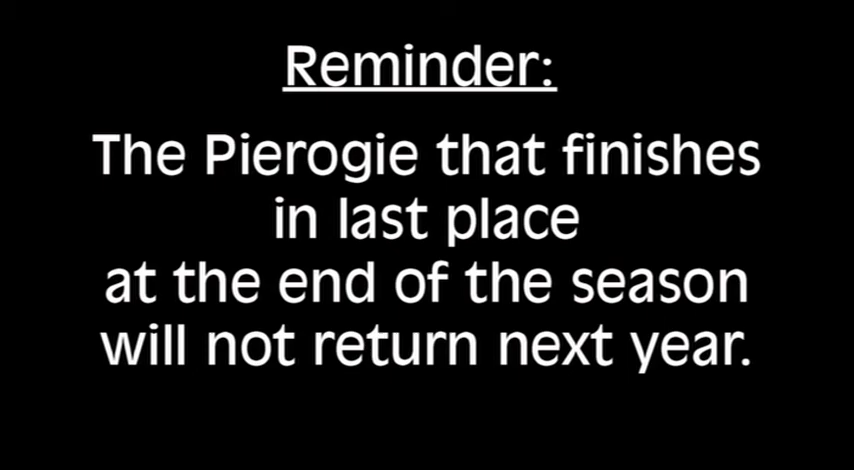 Reminder:
The Pierogie that finishes
in last place
at the end of the season
will not return next year.